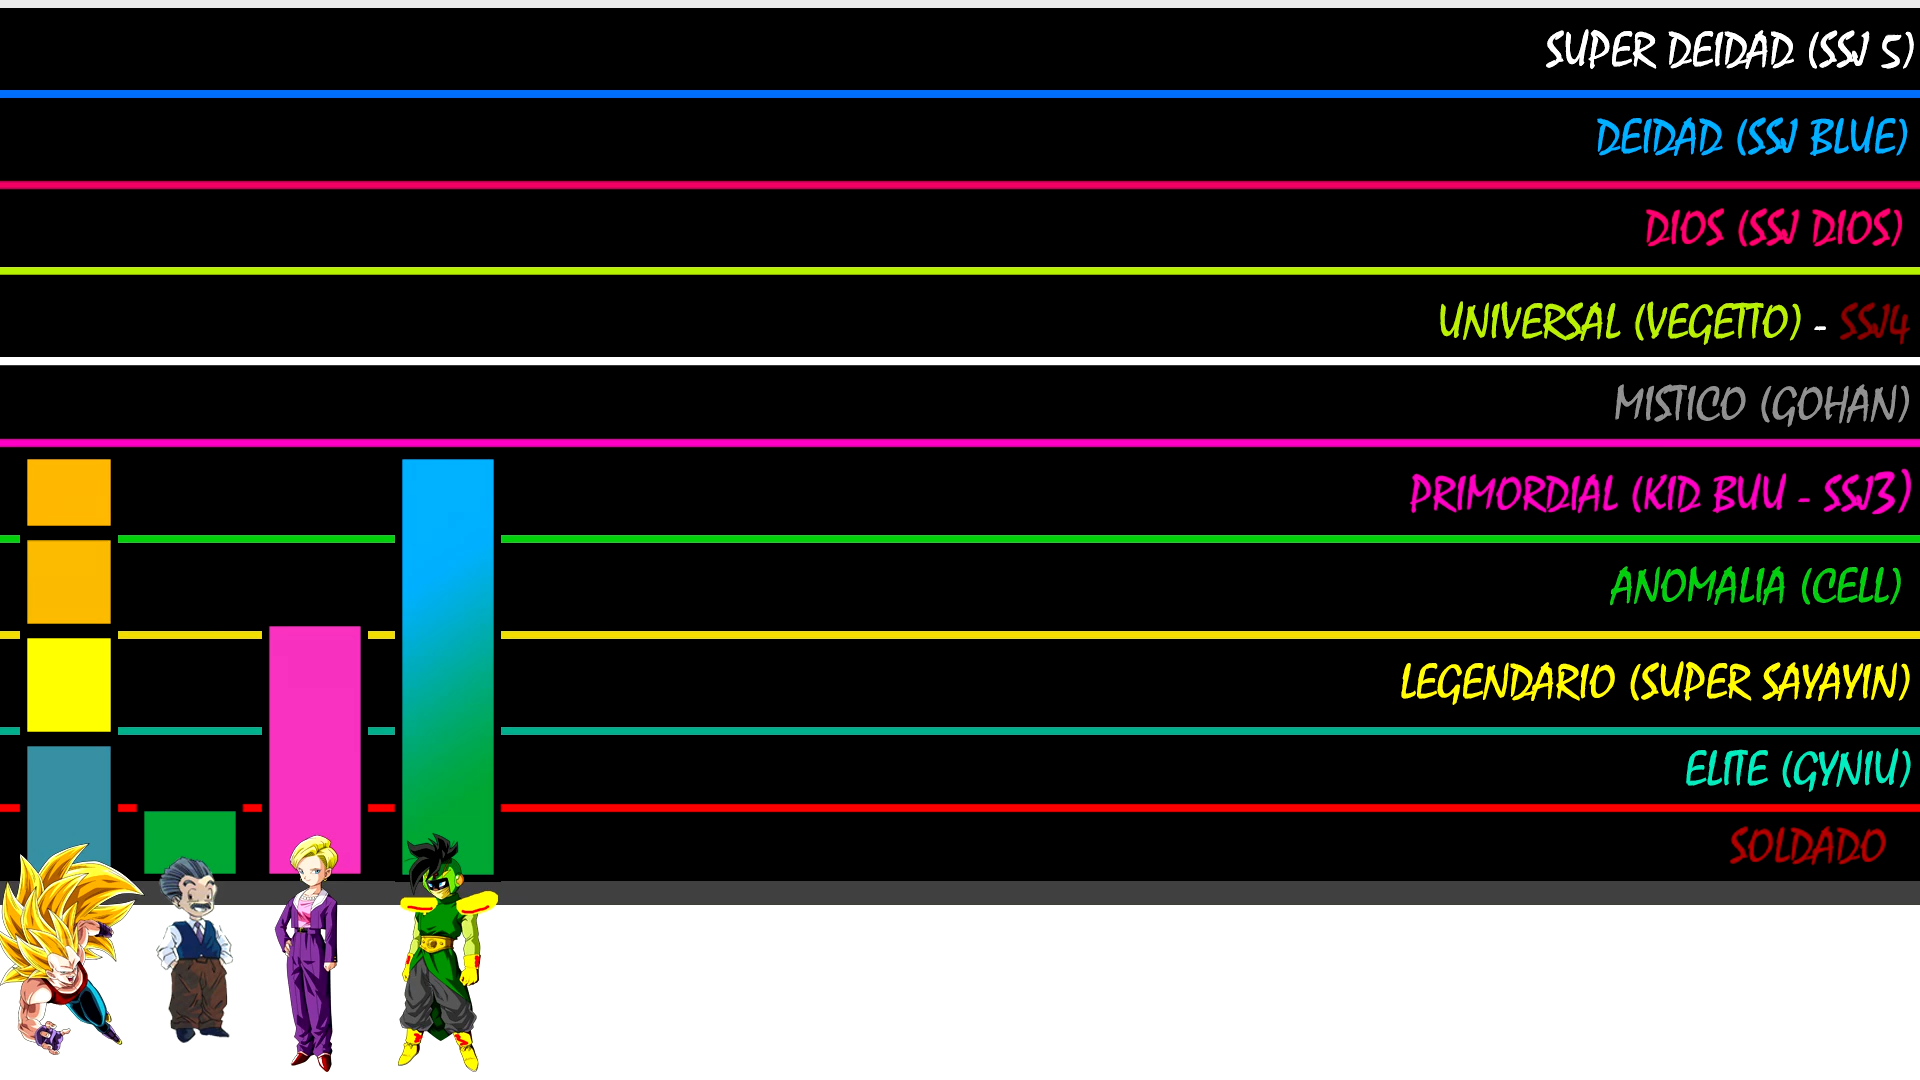 SUPER DEIDAD (SSJ 5)
DEIDAD (SSJ BLUE)
DIOS (SSJ DIOS)
UNIVERSAL (VEGETTO) - SSJ4
MISTICO (GOHAN)
PRIMORDIAL (KID BUU - SSJ3)
ANOMALIA (CELL)
LEGENDARIO (SUPER SAYAYIN)
ELITE (GYNIU)
SOLDADO